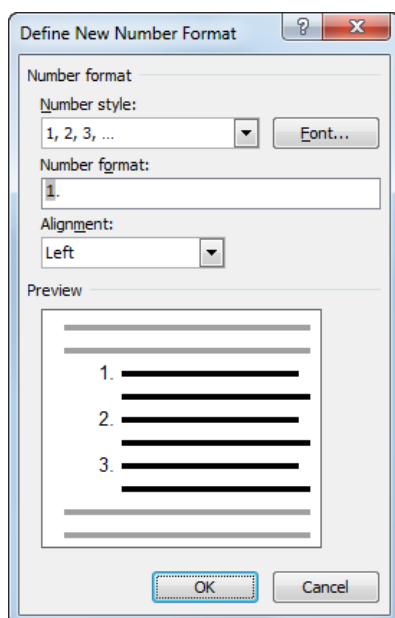 Define New Number Format
Number format
Number style:
1, 2, 3, ...
Font...
Number format:
1.
Alignment:
Left
Preview
1.
2.
3.
OK Cancel